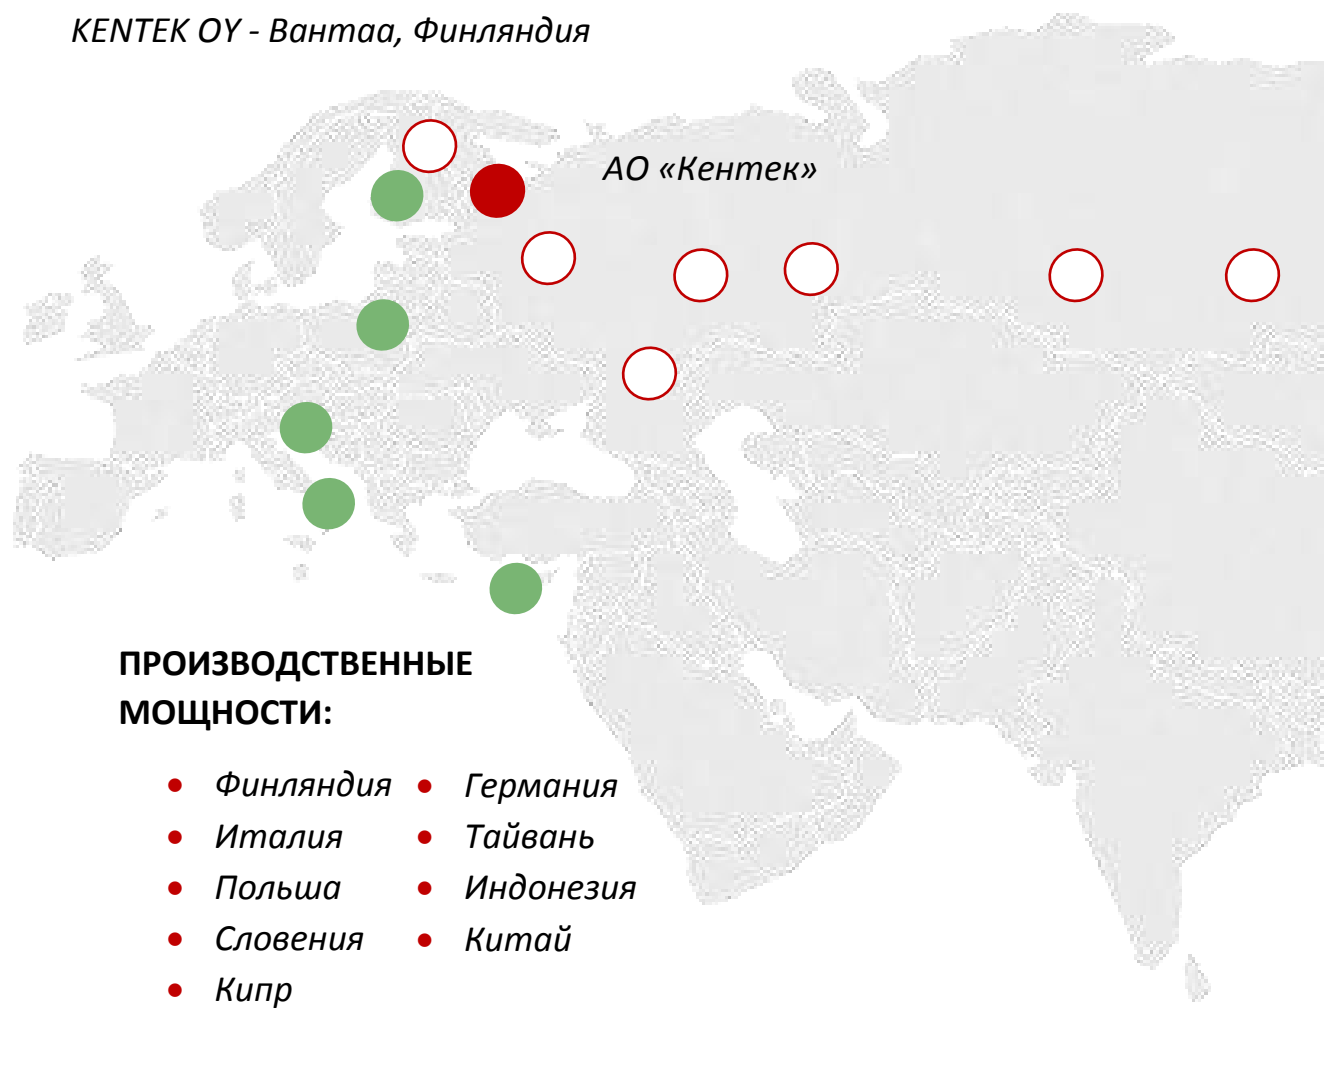 KENTEK OY - Вантаа, Финляндия
АО «Кентек»
ПРОИЗВОДСТВЕННЫЕ
МОЩНОСТИ:
Финляндия
Италия
Польша
Словения
Кипр
Германия
Тайвань
Индонезия
Китай